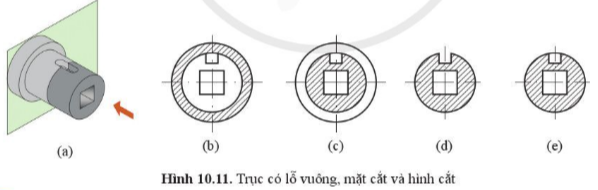 (a) (b) (c) (d) (e)
Hình 10.11. Trục có lỗ vuông, mặt cắt và hình cắt